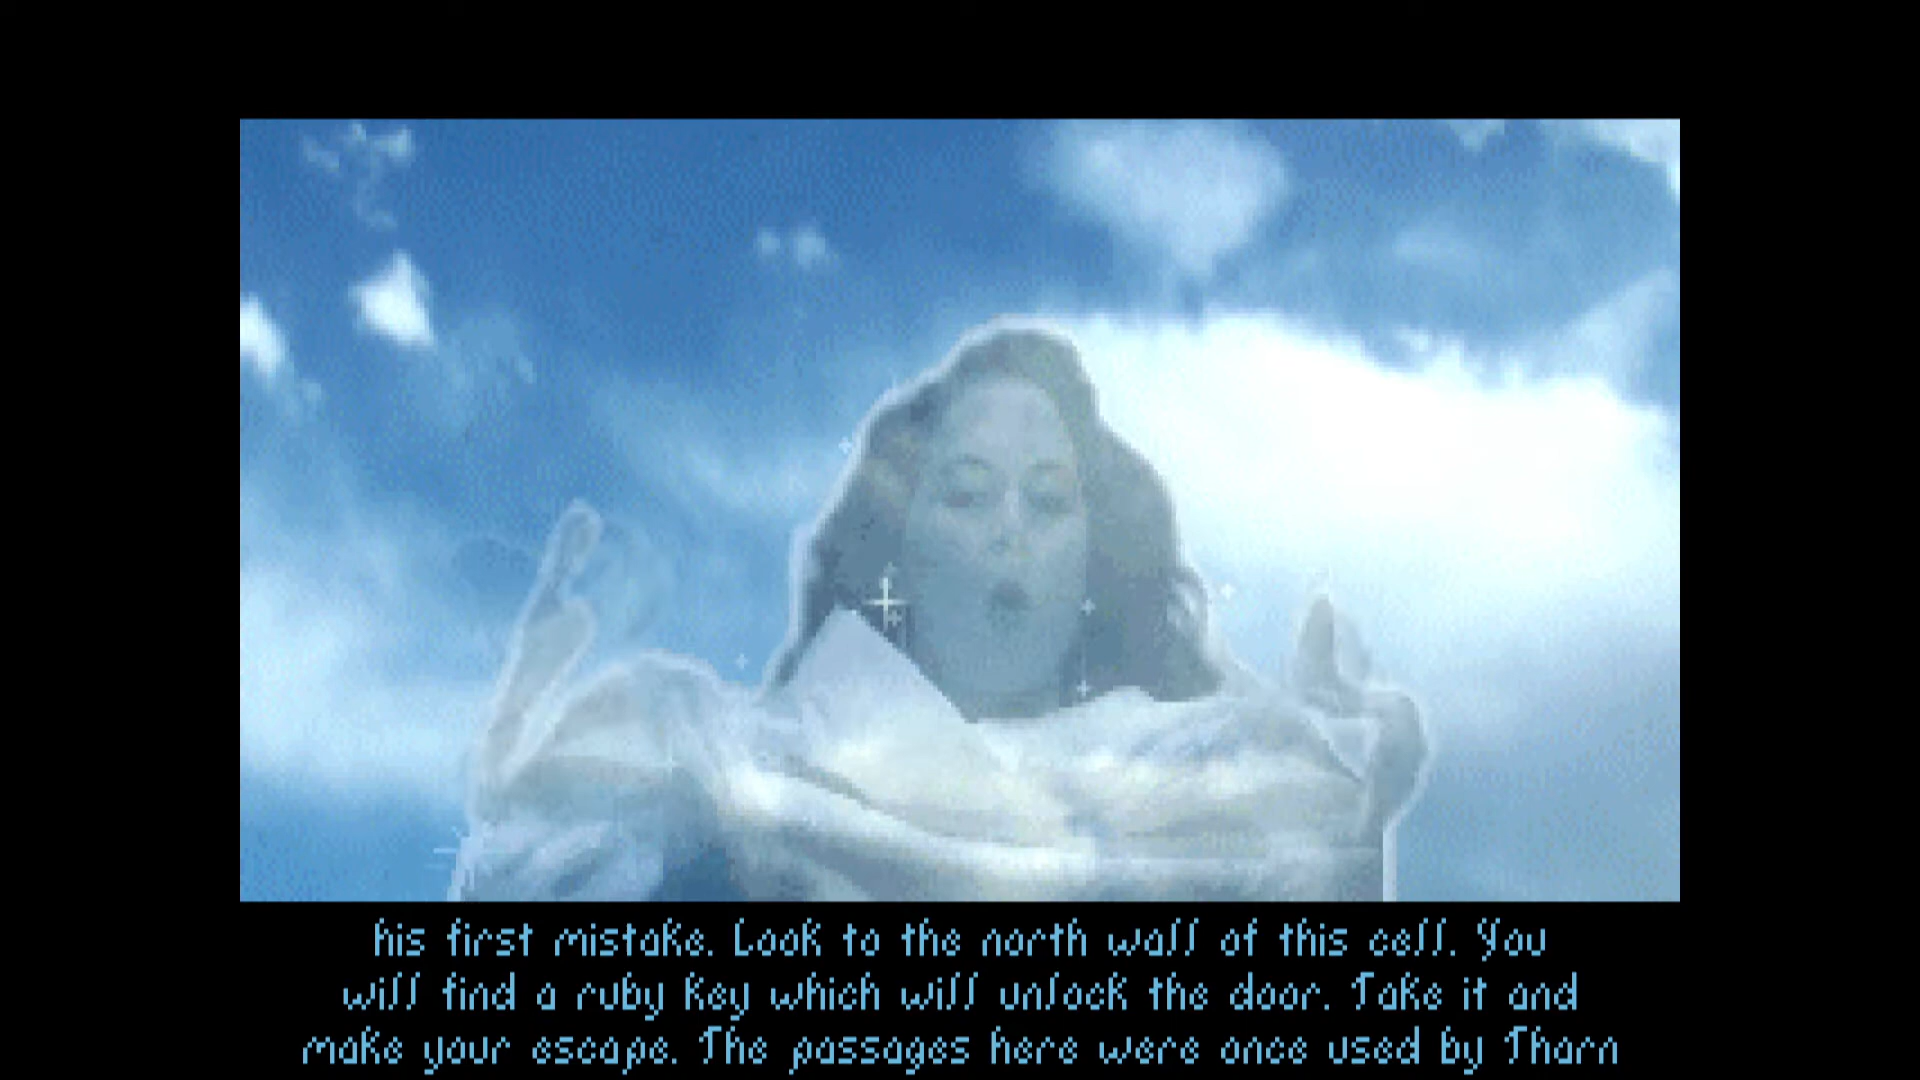 his first mistake. Look to the north wall of this cell. You
will find a ruby key which will unlock the door. Take it and
make your escape. The passages here were once used by Tharn